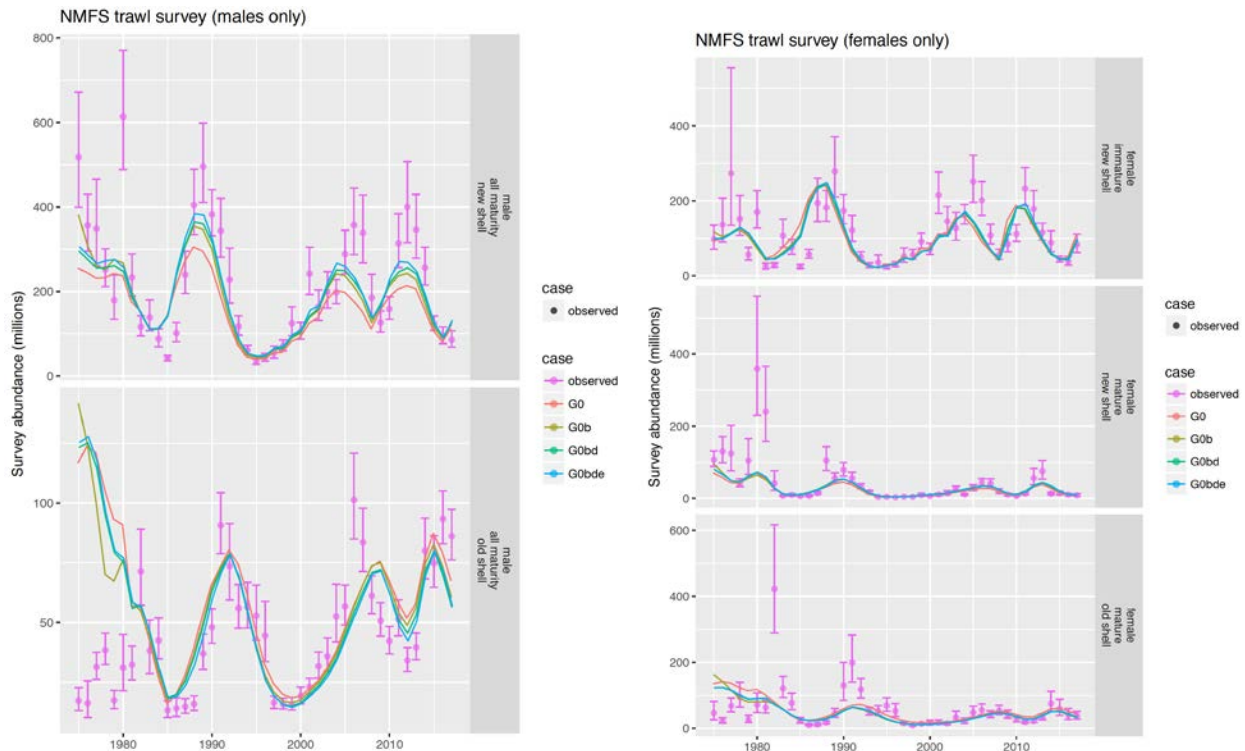 NMFS trawl survey (males only)
Survey abundance (millions)
800
600
400
200
0
male
all maturity
new shell
100
50
male
all maturity
old shell
1980
1990
2000
2010
case
observed
case
observed
G0
G0b
G0bd
G0bde
NMFS trawl survey (females only)
Survey abundance (millions)
400
200
0
female
immature
new shell
400
200
0
female
mature
new shell
600
400
200
0
female
mature
old shell
1980
1990
2000
2010
case
observed
case
observed
G0
G0b
G0bd
G0bde